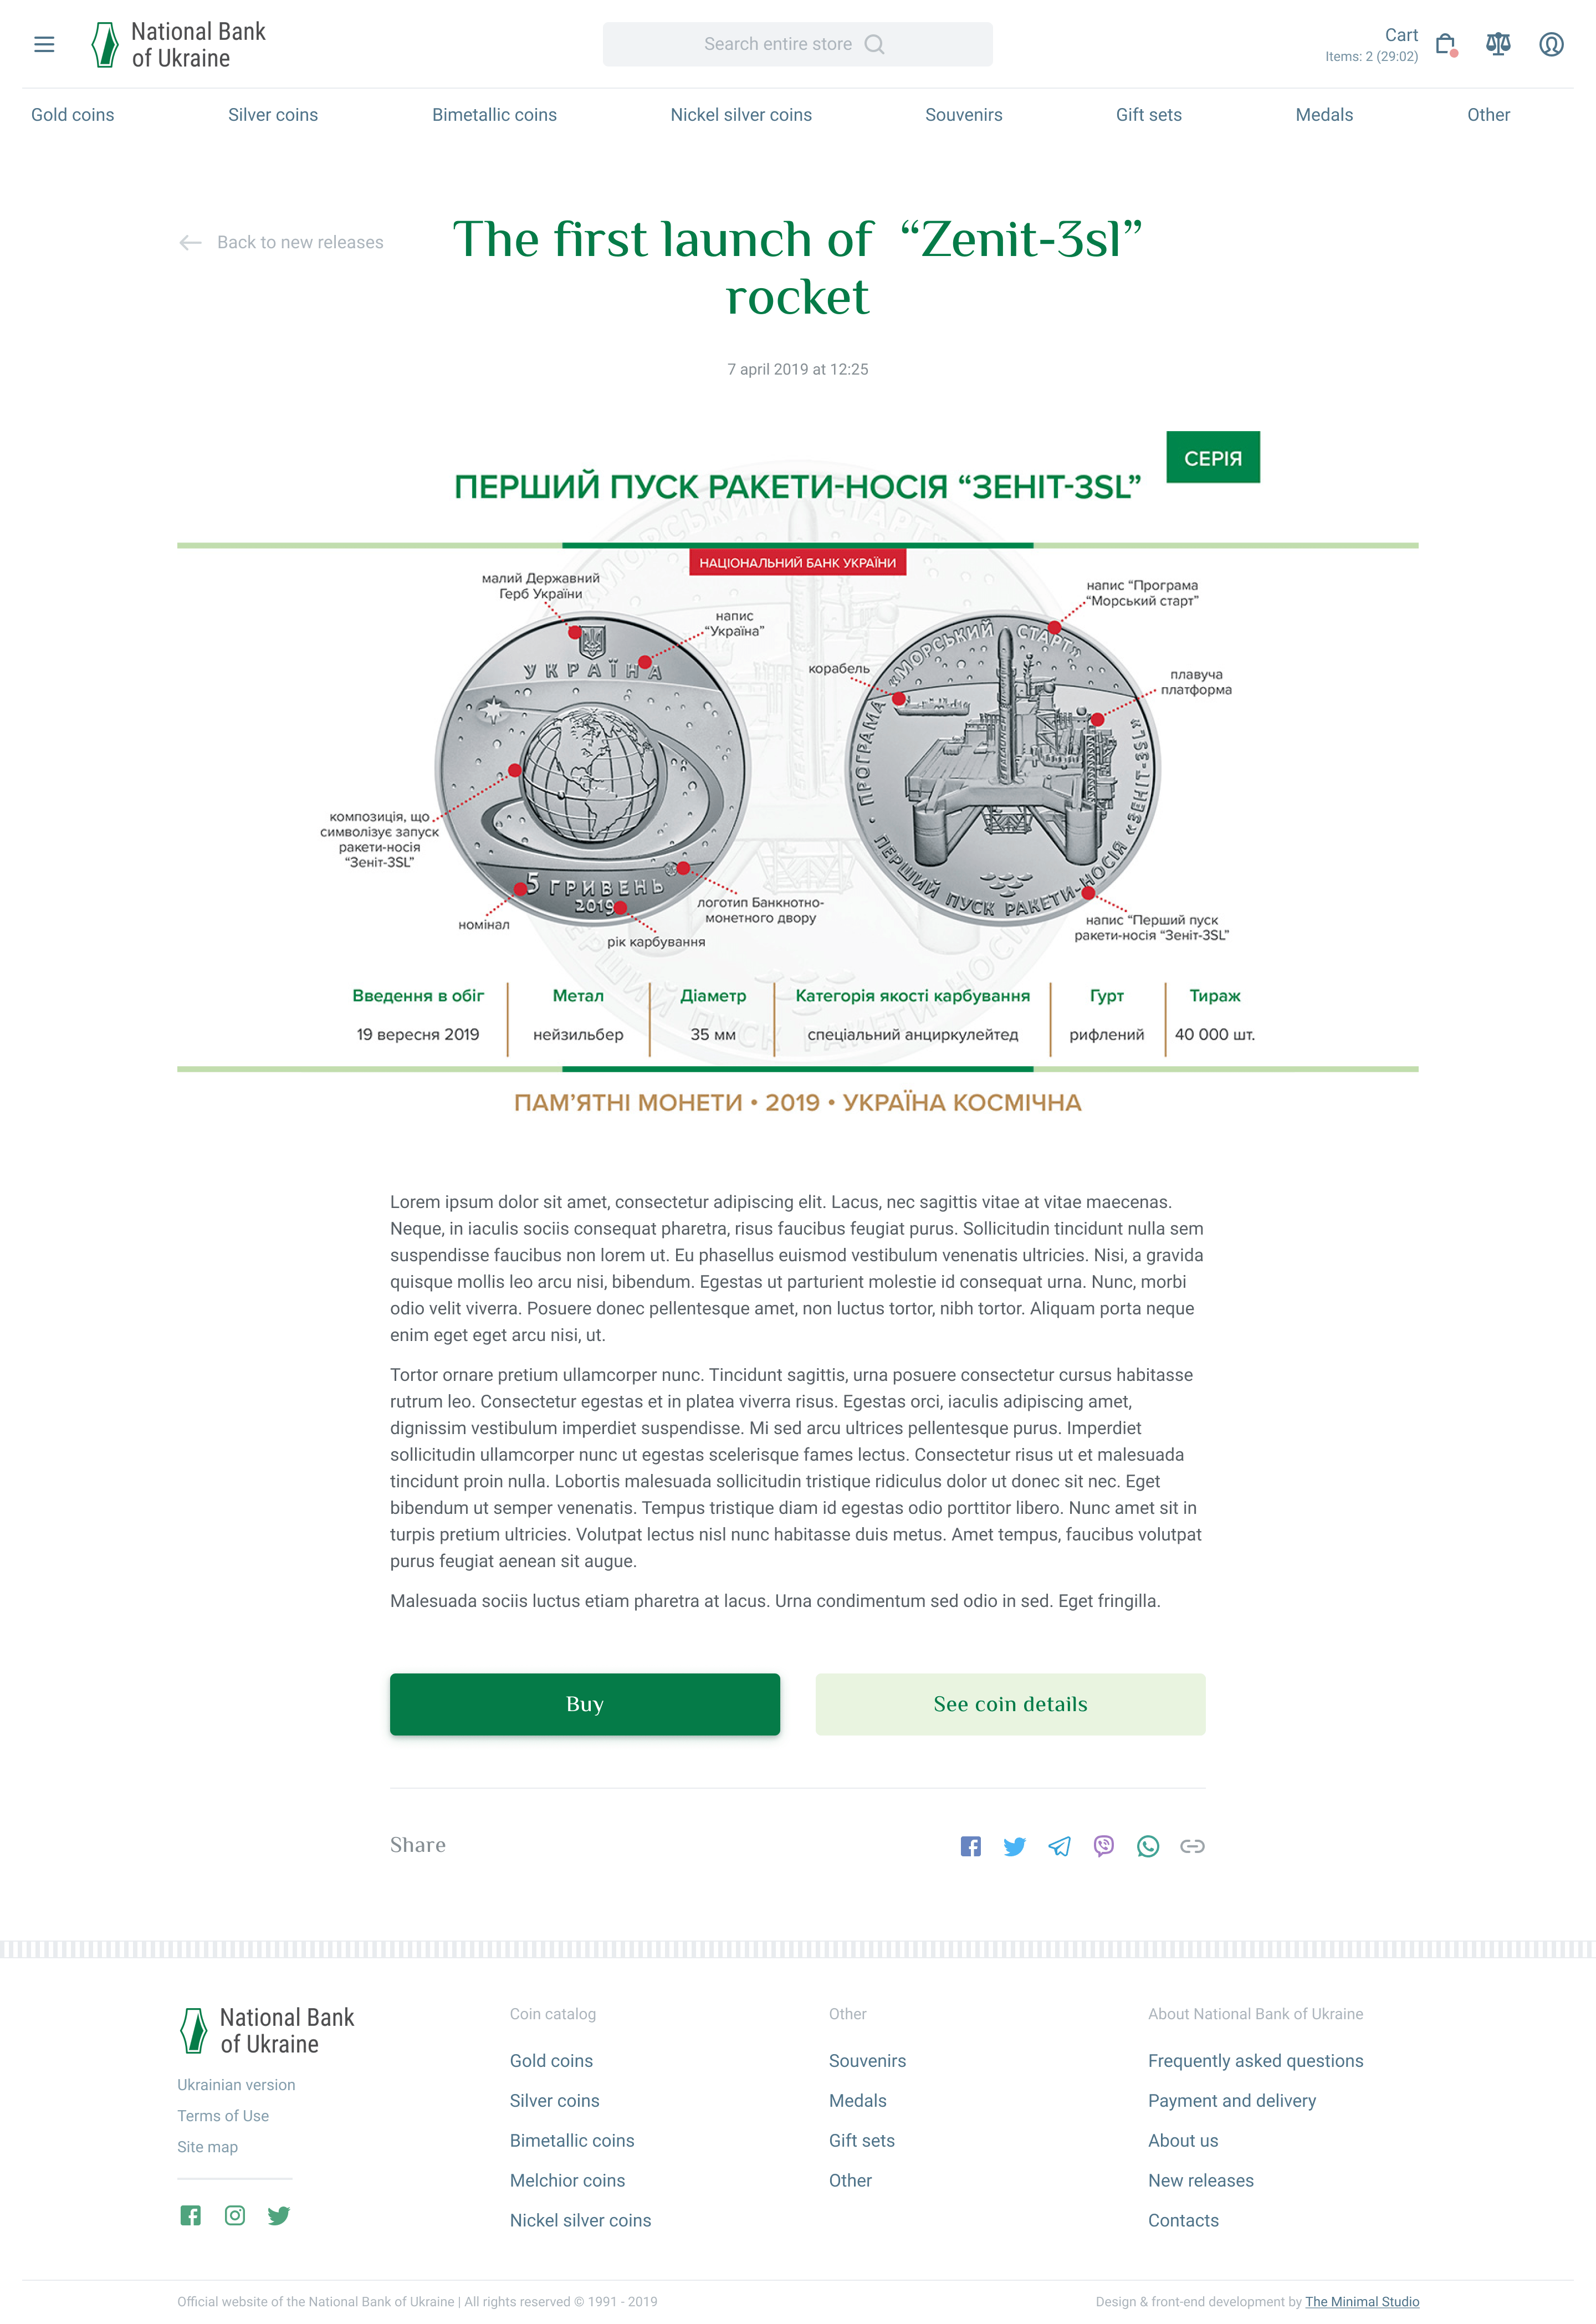 National Bank
of Ukraine
Search entire store
Cart
Items: 2 (29:02)
Gold coins
Silver coins
Bimetallic coins
Nickel silver coins
Souvenirs
Gift sets
Medals
Other
Back to new releases
The first launch of “Zenit-3sl”
rocket
7 april 2019 at 12:25
СЕРІЯ
ПЕРШИЙ ПУСК РАКЕТИ-НОСІЯ “ЗЕНІТ-3SL”
НАЦІОНАЛЬНИЙ БАНК УКРАЇНИ
малий Державний
Герб України
напис
“Україна”
УКРАЇНА
композиція, що
символізує запуск
ракети-носія
“Зеніт-3SL”
5 ГРИВЕНЬ
2019
номінал
рік карбування
логотип Банкнотно-
монетного двору
напис “Програма
“Морський старт”
корабель
плавуча
платформа
ПРОГРАМА «МОРСЬКИЙ СТАРТ»
ПЕРШИЙ ПУСК РАКЕТИ-НОСІЯ «ЗЕНІТ-3SL»
напис “Перший пуск
ракети-носія “Зеніт-3SL”
Введення в обіг
19 вересня 2019
Метал
нейзильбер
Діаметр
35 мм
Категорія якості карбування
спеціальний анциркулейтед
Гурт
рифлений
Тираж
40 000 шт.
ПАМ’ЯТНІ МОНЕТИ • 2019 • УКРАЇНА КОСМІЧНА
Lorem ipsum dolor sit amet, consectetur adipiscing elit. Lacus, nec sagittis vitae at vitae maecenas.
Neque, in iaculis sociis consequat pharetra, risus faucibus feugiat purus. Sollicitudin tincidunt nulla sem
suspendisse faucibus non lorem ut. Eu phasellus euismod vestibulum venenatis ultricies. Nisi, a gravida
quisque mollis leo arcu nisi, bibendum. Egestas ut parturient molestie id consequat urna. Nunc, morbi
odio velit viverra. Posuere donec pellentesque amet, non luctus tortor, nibh tortor. Aliquam porta neque
enim eget eget arcu nisi, ut.
Tortor ornare pretium ullamcorper nunc. Tincidunt sagittis, urna posuere consectetur cursus habitasse
rutrum leo. Consectetur egestas et in platea viverra risus. Egestas orci, iaculis adipiscing amet,
dignissim vestibulum imperdiet suspendisse. Mi sed arcu ultrices pellentesque purus. Imperdiet
sollicitudin ullamcorper nunc ut egestas scelerisque fames lectus. Consectetur risus ut et malesuada
tincidunt proin nulla. Lobortis malesuada sollicitudin tristique ridiculus dolor ut donec sit nec. Eget
bibendum ut semper venenatis. Tempus tristique diam id egestas odio porttitor libero. Nunc amet sit in
turpis pretium ultricies. Volutpat lectus nisl nunc habitasse duis metus. Amet tempus, faucibus volutpat
purus feugiat aenean sit augue.
Malesuada sociis luctus etiam pharetra at lacus. Urna condimentum sed odio in sed. Eget fringilla.
Buy
See coin details
Share
National Bank
of Ukraine
Ukrainian version
Terms of Use
Site map
Coin catalog
Gold coins
Silver coins
Bimetallic coins
Melchior coins
Nickel silver coins
Other
Souvenirs
Medals
Gift sets
Other
About National Bank of Ukraine
Frequently asked questions
Payment and delivery
About us
New releases
Contacts
Official website of the National Bank of Ukraine | All rights reserved © 1991 - 2019
Design & front-end development by The Minimal Studio